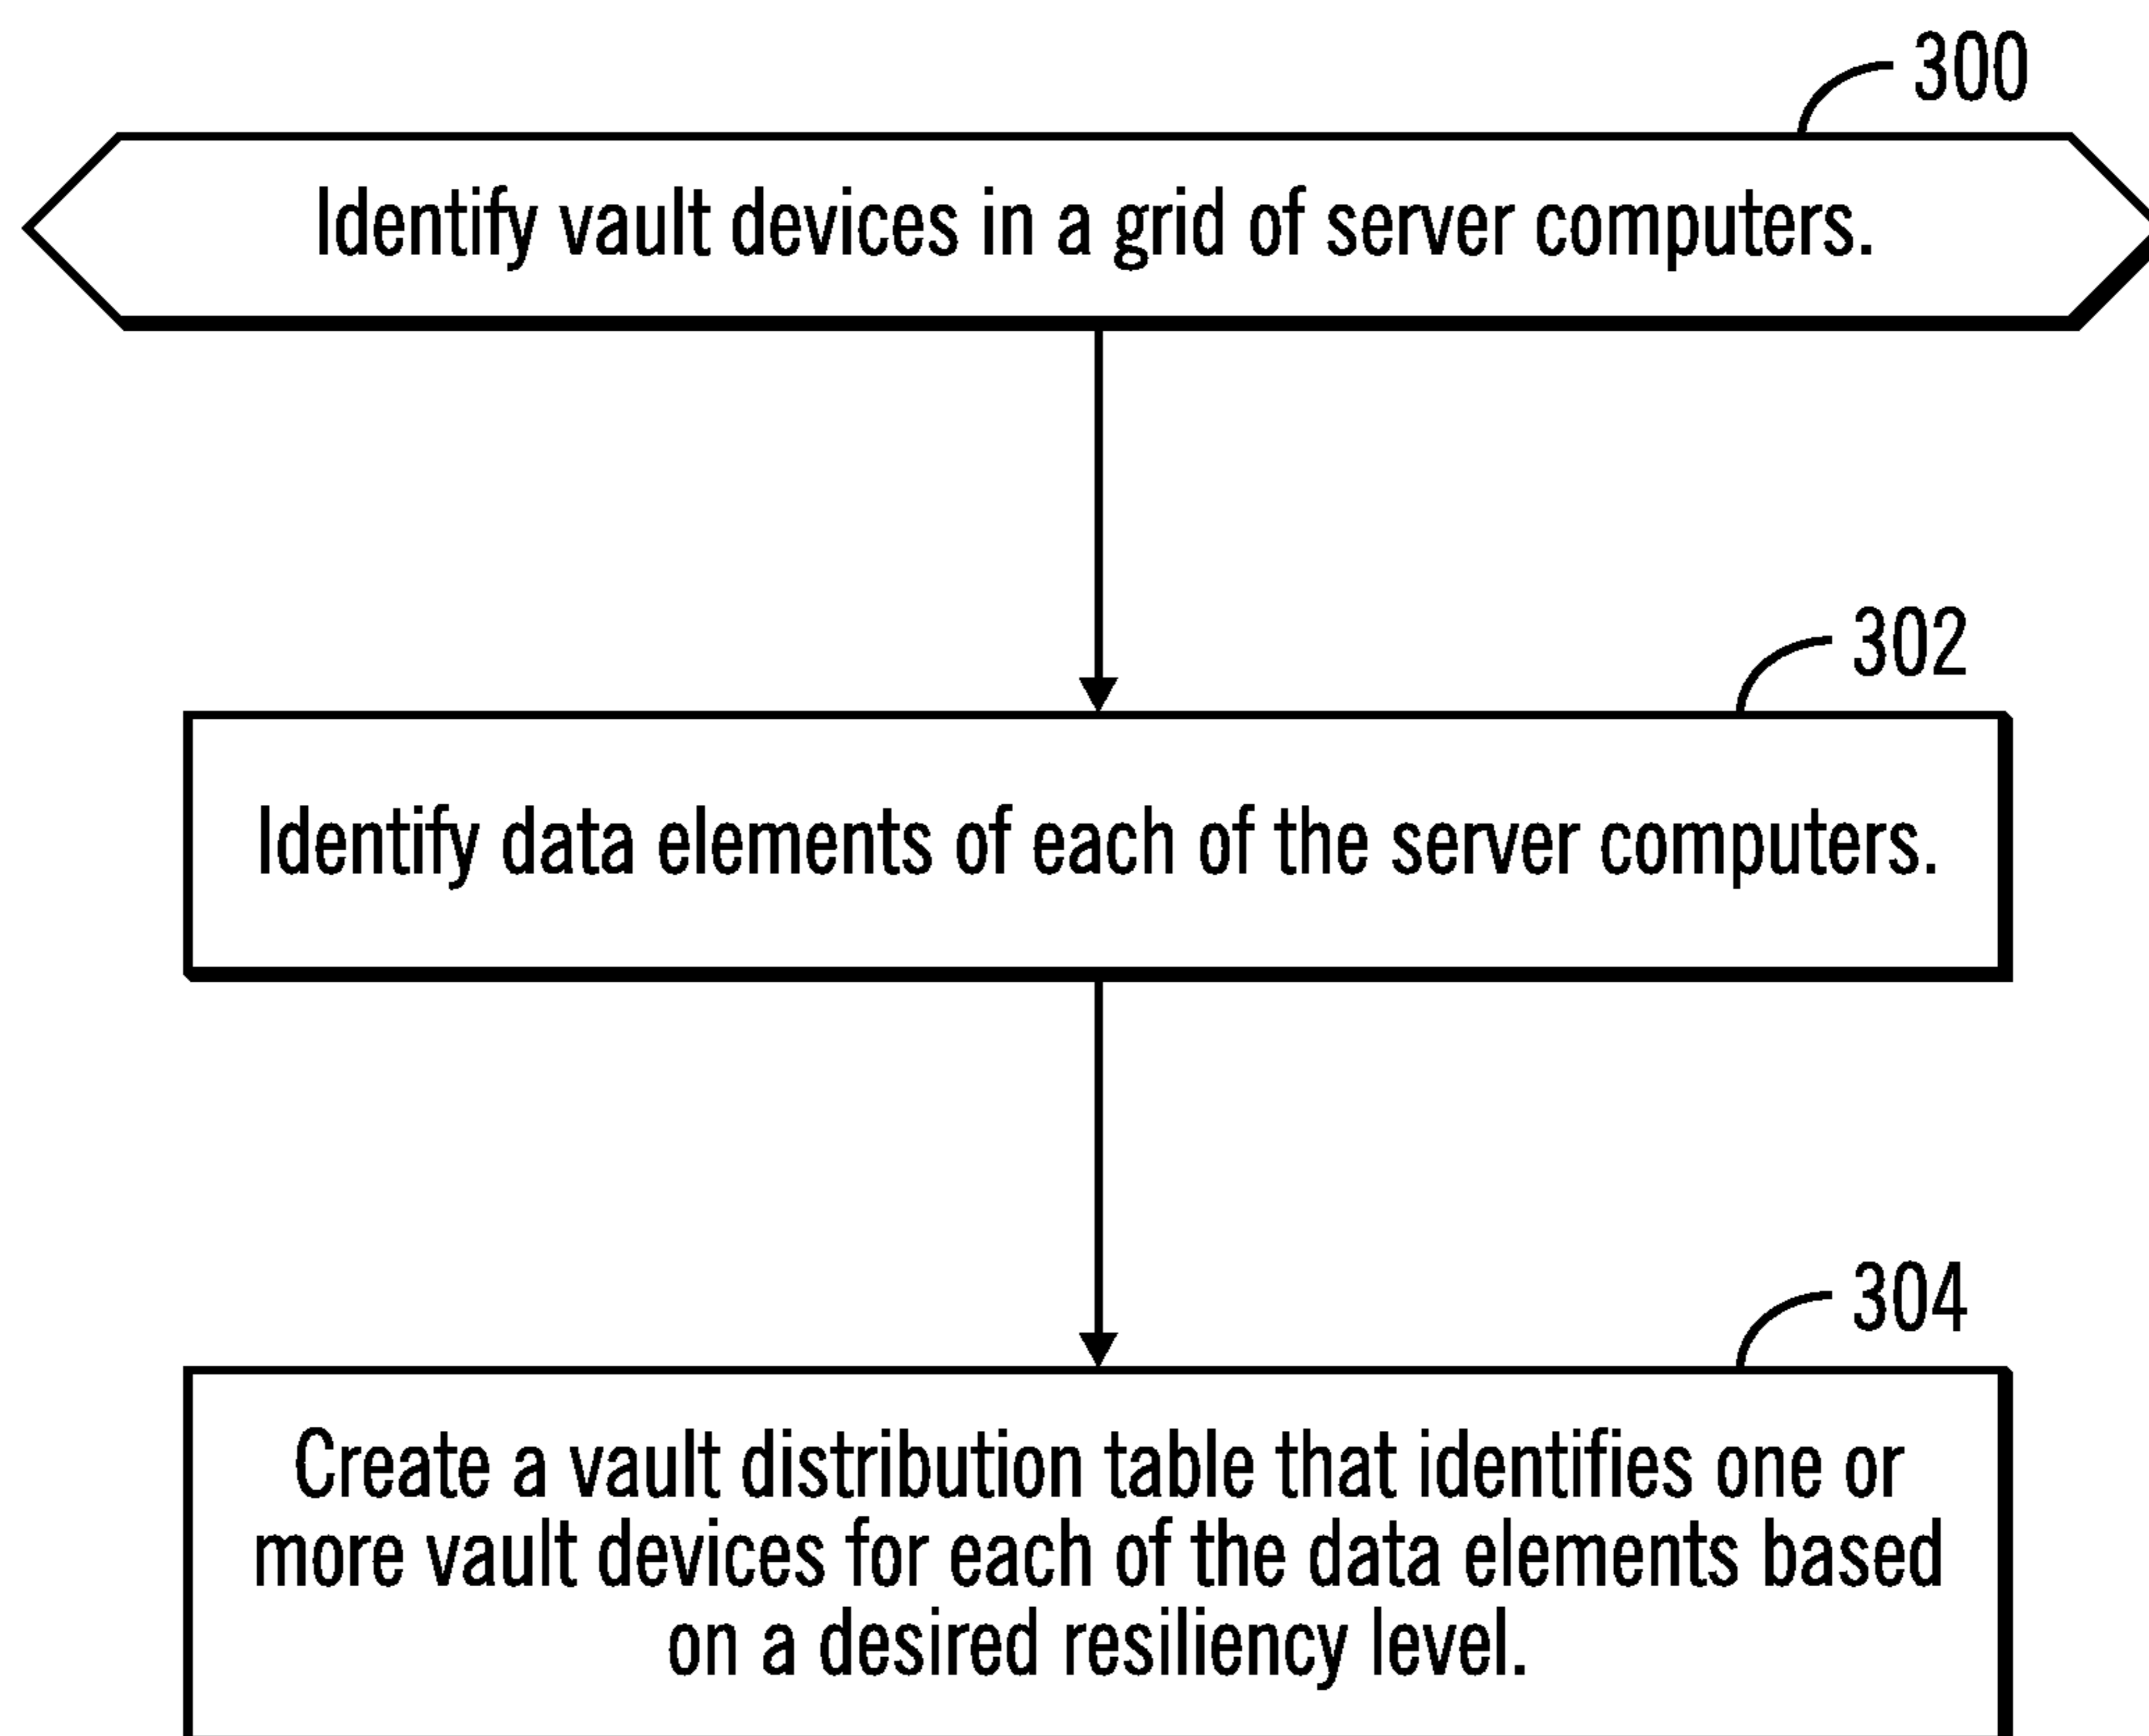 300
Identify vault devices in a grid of server computers.
302
Identify data elements of each of the server computers.
304
Create a vault distribution table that identifies one or
more vault devices for each of the data elements based
on a desired resiliency level.